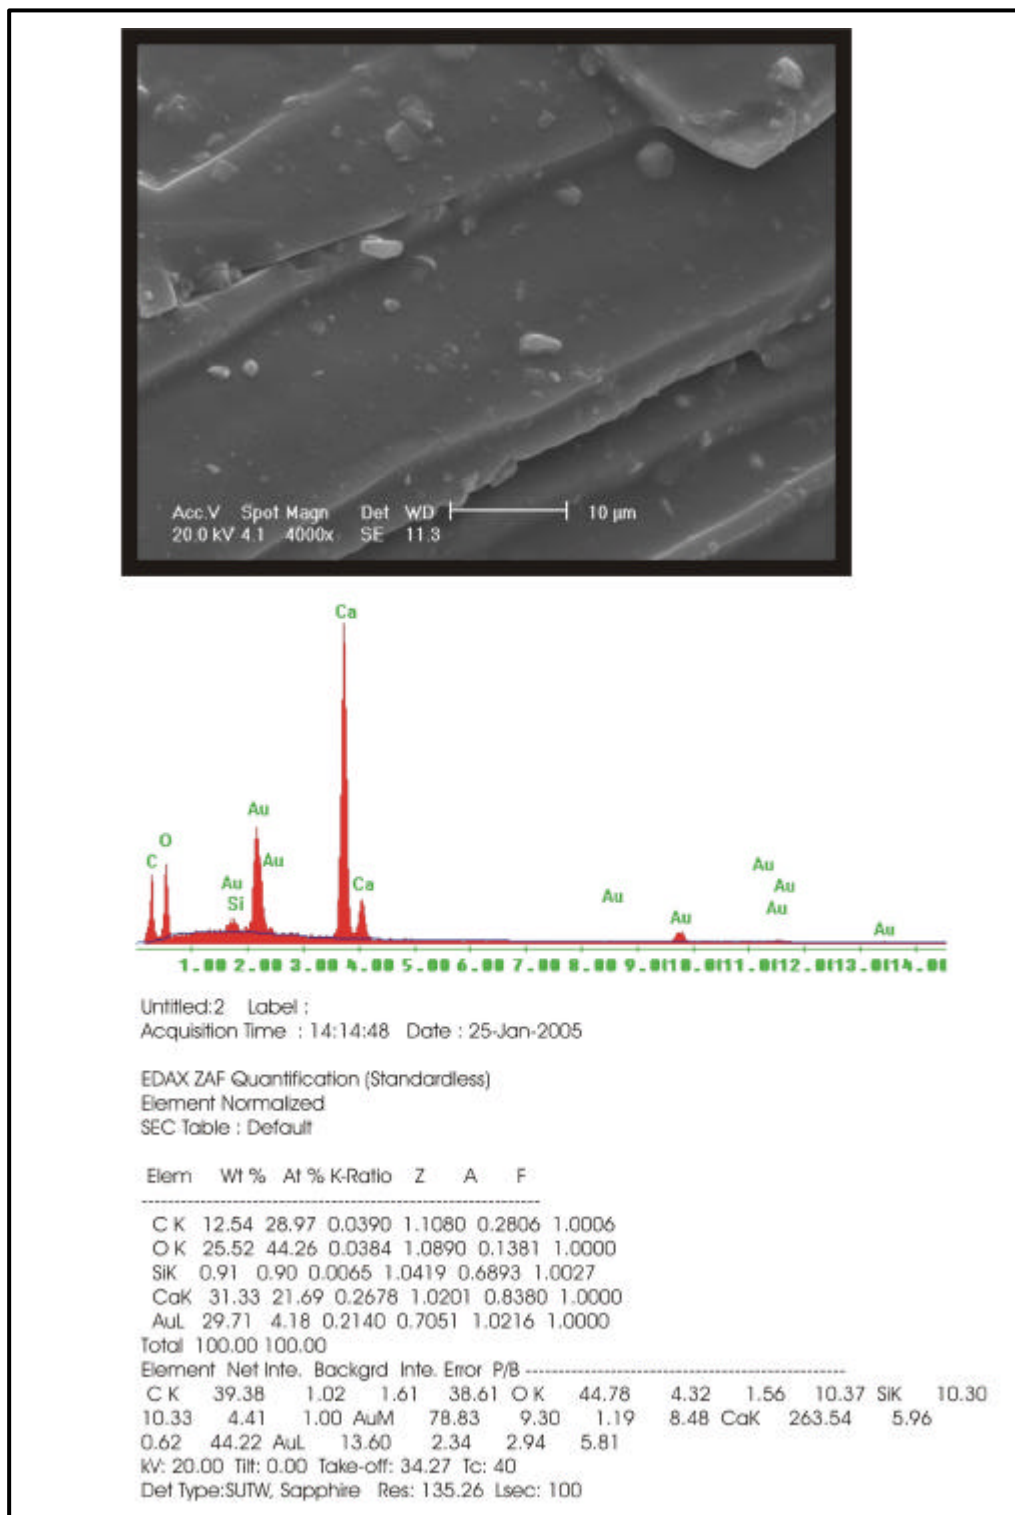 Acc.V Spot Magn Det WD 10 µm
20.0 kV 4.1 4000x SE 11.3
Ca
Au
O
C
Au
Au
Si
Ca
Au
Au
Au
Au
Au
Au
1.00 2.00 3.00 4.00 5.00 6.00 7.00 8.00 9.00 10.00 11.00 12.00 13.00 14.00
Untitled:2 Label :
Acquisition Time : 14:14:48 Date : 25-Jan-2005
EDAX ZAF Quantification (Standardless)
Element Normalized
SEC Table : Default
Elem Wt % At % K-Ratio Z A F
-------------------------------------------------------
C K 12.54 28.97 0.0390 1.1080 0.2806 1.0006
O K 25.52 44.26 0.0384 1.0890 0.1381 1.0000
SiK 0.91 0.90 0.0065 1.0419 0.6893 1.0027
CaK 31.33 21.69 0.2678 1.0201 0.8380 1.0000
AuL 29.71 4.18 0.2140 0.7051 1.0216 1.0000
Total 100.00 100.00
Element Net Inte. Backgrd Inte. Error P/B -----------------------------------------------
C K 39.38 1.02 1.61 38.61 O K 44.78 4.32 1.56 10.37 SiK 10.30
10.33 4.41 1.00 AuM 78.83 9.30 1.19 8.48 CaK 263.54 5.96
0.62 44.22 AuL 13.60 2.34 2.94 5.81
kV: 20.00 Tilt: 0.00 Take-off: 34.27 Tc: 40
Det Type:SUTW, Sapphire Res: 135.26 Lsec: 100